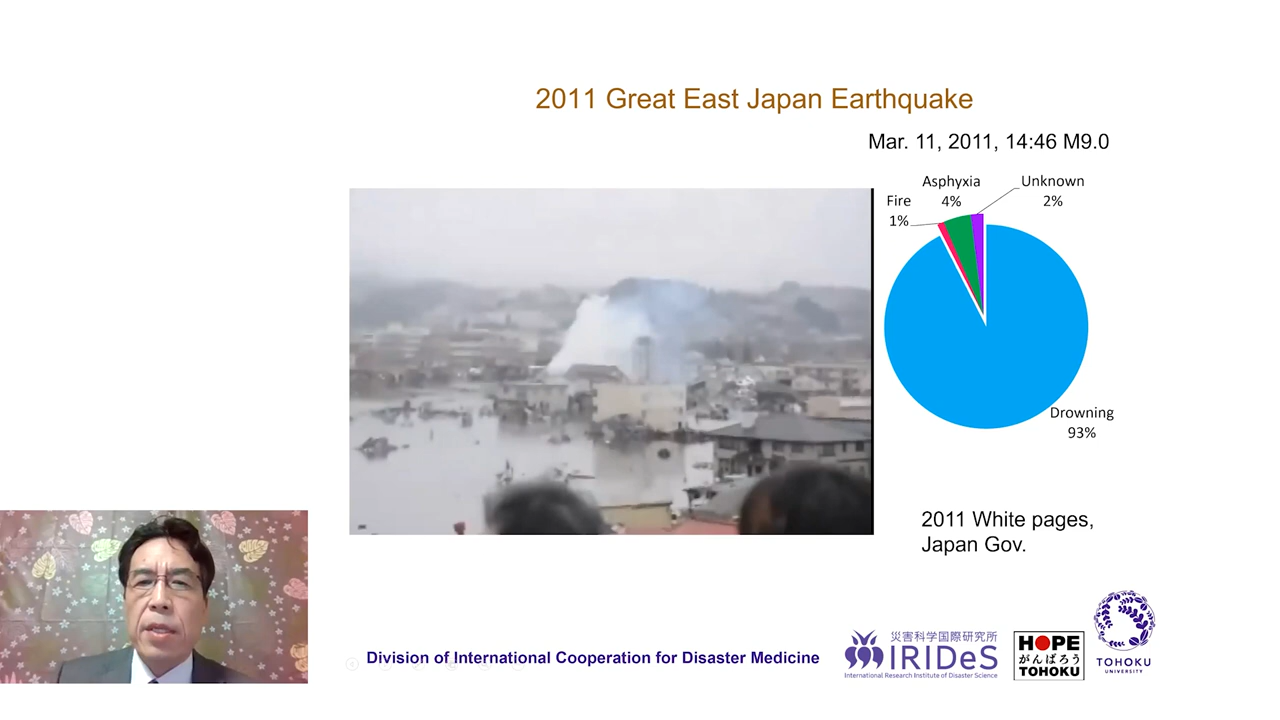 2011 Great East Japan Earthquake
Mar. 11, 2011, 14:46 M9.0
Asphyxia
4%
Unknown
2%
Fire
1%
Drowning
93%
2011 White pages,
Japan Gov.
Division of International Cooperation for Disaster Medicine
災害科学国際研究所
IRIDeS
International Research Institute of Disaster Science
HOPE
がんばろう
TOHOKU
TOHOKU
UNIVERSITY